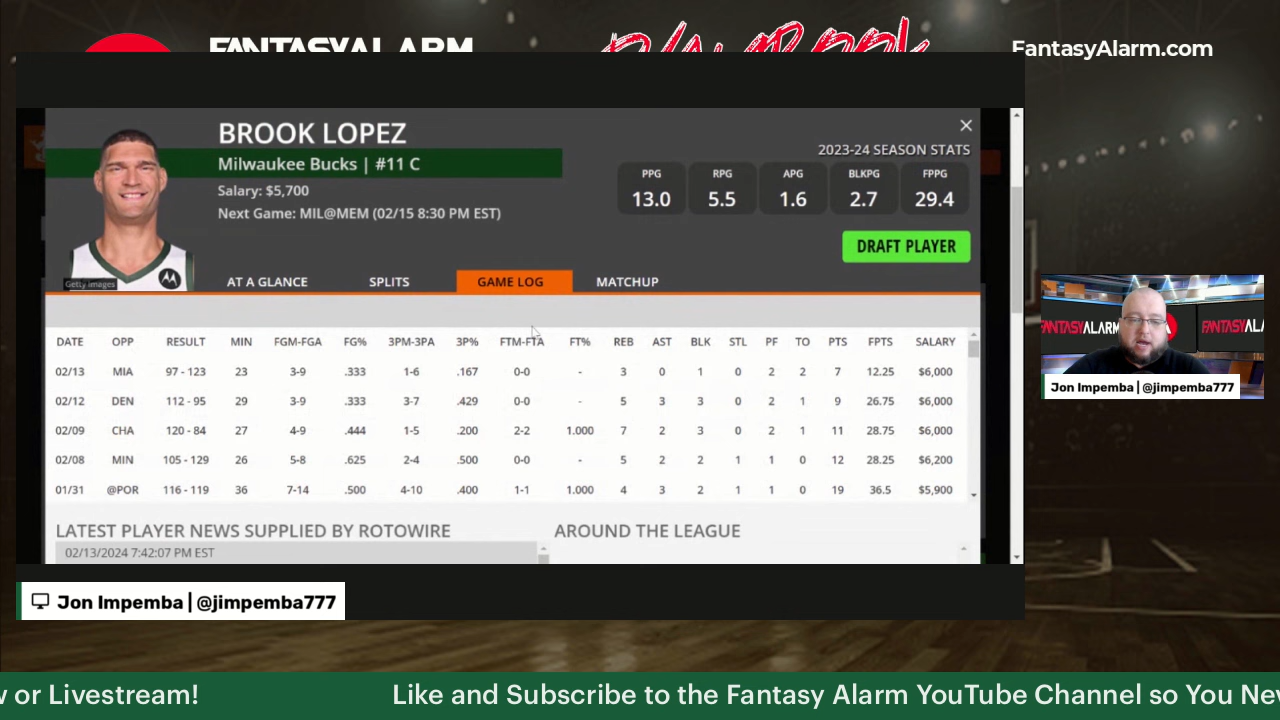 FANTASYALARM
PLAYBOOK
FantasyAlarm.com
BROOK LOPEZ
Milwaukee Bucks | #11 C
Salary: $5,700
Next Game: MIL@MEM (02/15 8:30 PM EST)
2023-24 SEASON STATS
PPG RPG APG BLKPG FPPG
13.0 5.5 1.6 2.7 29.4
DRAFT PLAYER
Getty Images
AT A GLANCE SPLITS GAME LOG MATCHUP
DATE OPP RESULT MIN FGM-FGA FG% 3PM-3PA 3P% FTM-FTA FT% REB AST BLK STL PF TO PTS FPTS SALARY
02/13 MIA 97 - 123 23 3-9 .333 1-6 .167 0-0 - 3 0 1 0 2 2 7 12.25 $6,000
02/12 DEN 112 - 95 29 3-9 .333 3-7 .429 0-0 - 5 3 3 0 2 1 9 26.75 $6,000
02/09 CHA 120 - 84 27 4-9 .444 1-5 .200 2-2 1.000 7 2 3 0 2 1 11 28.75 $6,000
02/08 MIN 105 - 129 26 5-8 .625 2-4 .500 0-0 - 5 2 2 1 1 0 12 28.25 $6,200
01/31 @POR 116 - 119 36 7-14 .500 4-10 .400 1-1 1.000 4 3 2 1 1 0 19 36.5 $5,900
LATEST PLAYER NEWS SUPPLIED BY ROTOWIRE AROUND THE LEAGUE
02/13/2024 7:42:07 PM EST
FANTASYALARM FANTASYAL
Jon Impemba | @jimpemba777
Jon Impemba | @jimpemba777
w or Livestream! Like and Subscribe to the Fantasy Alarm YouTube Channel so You Nev